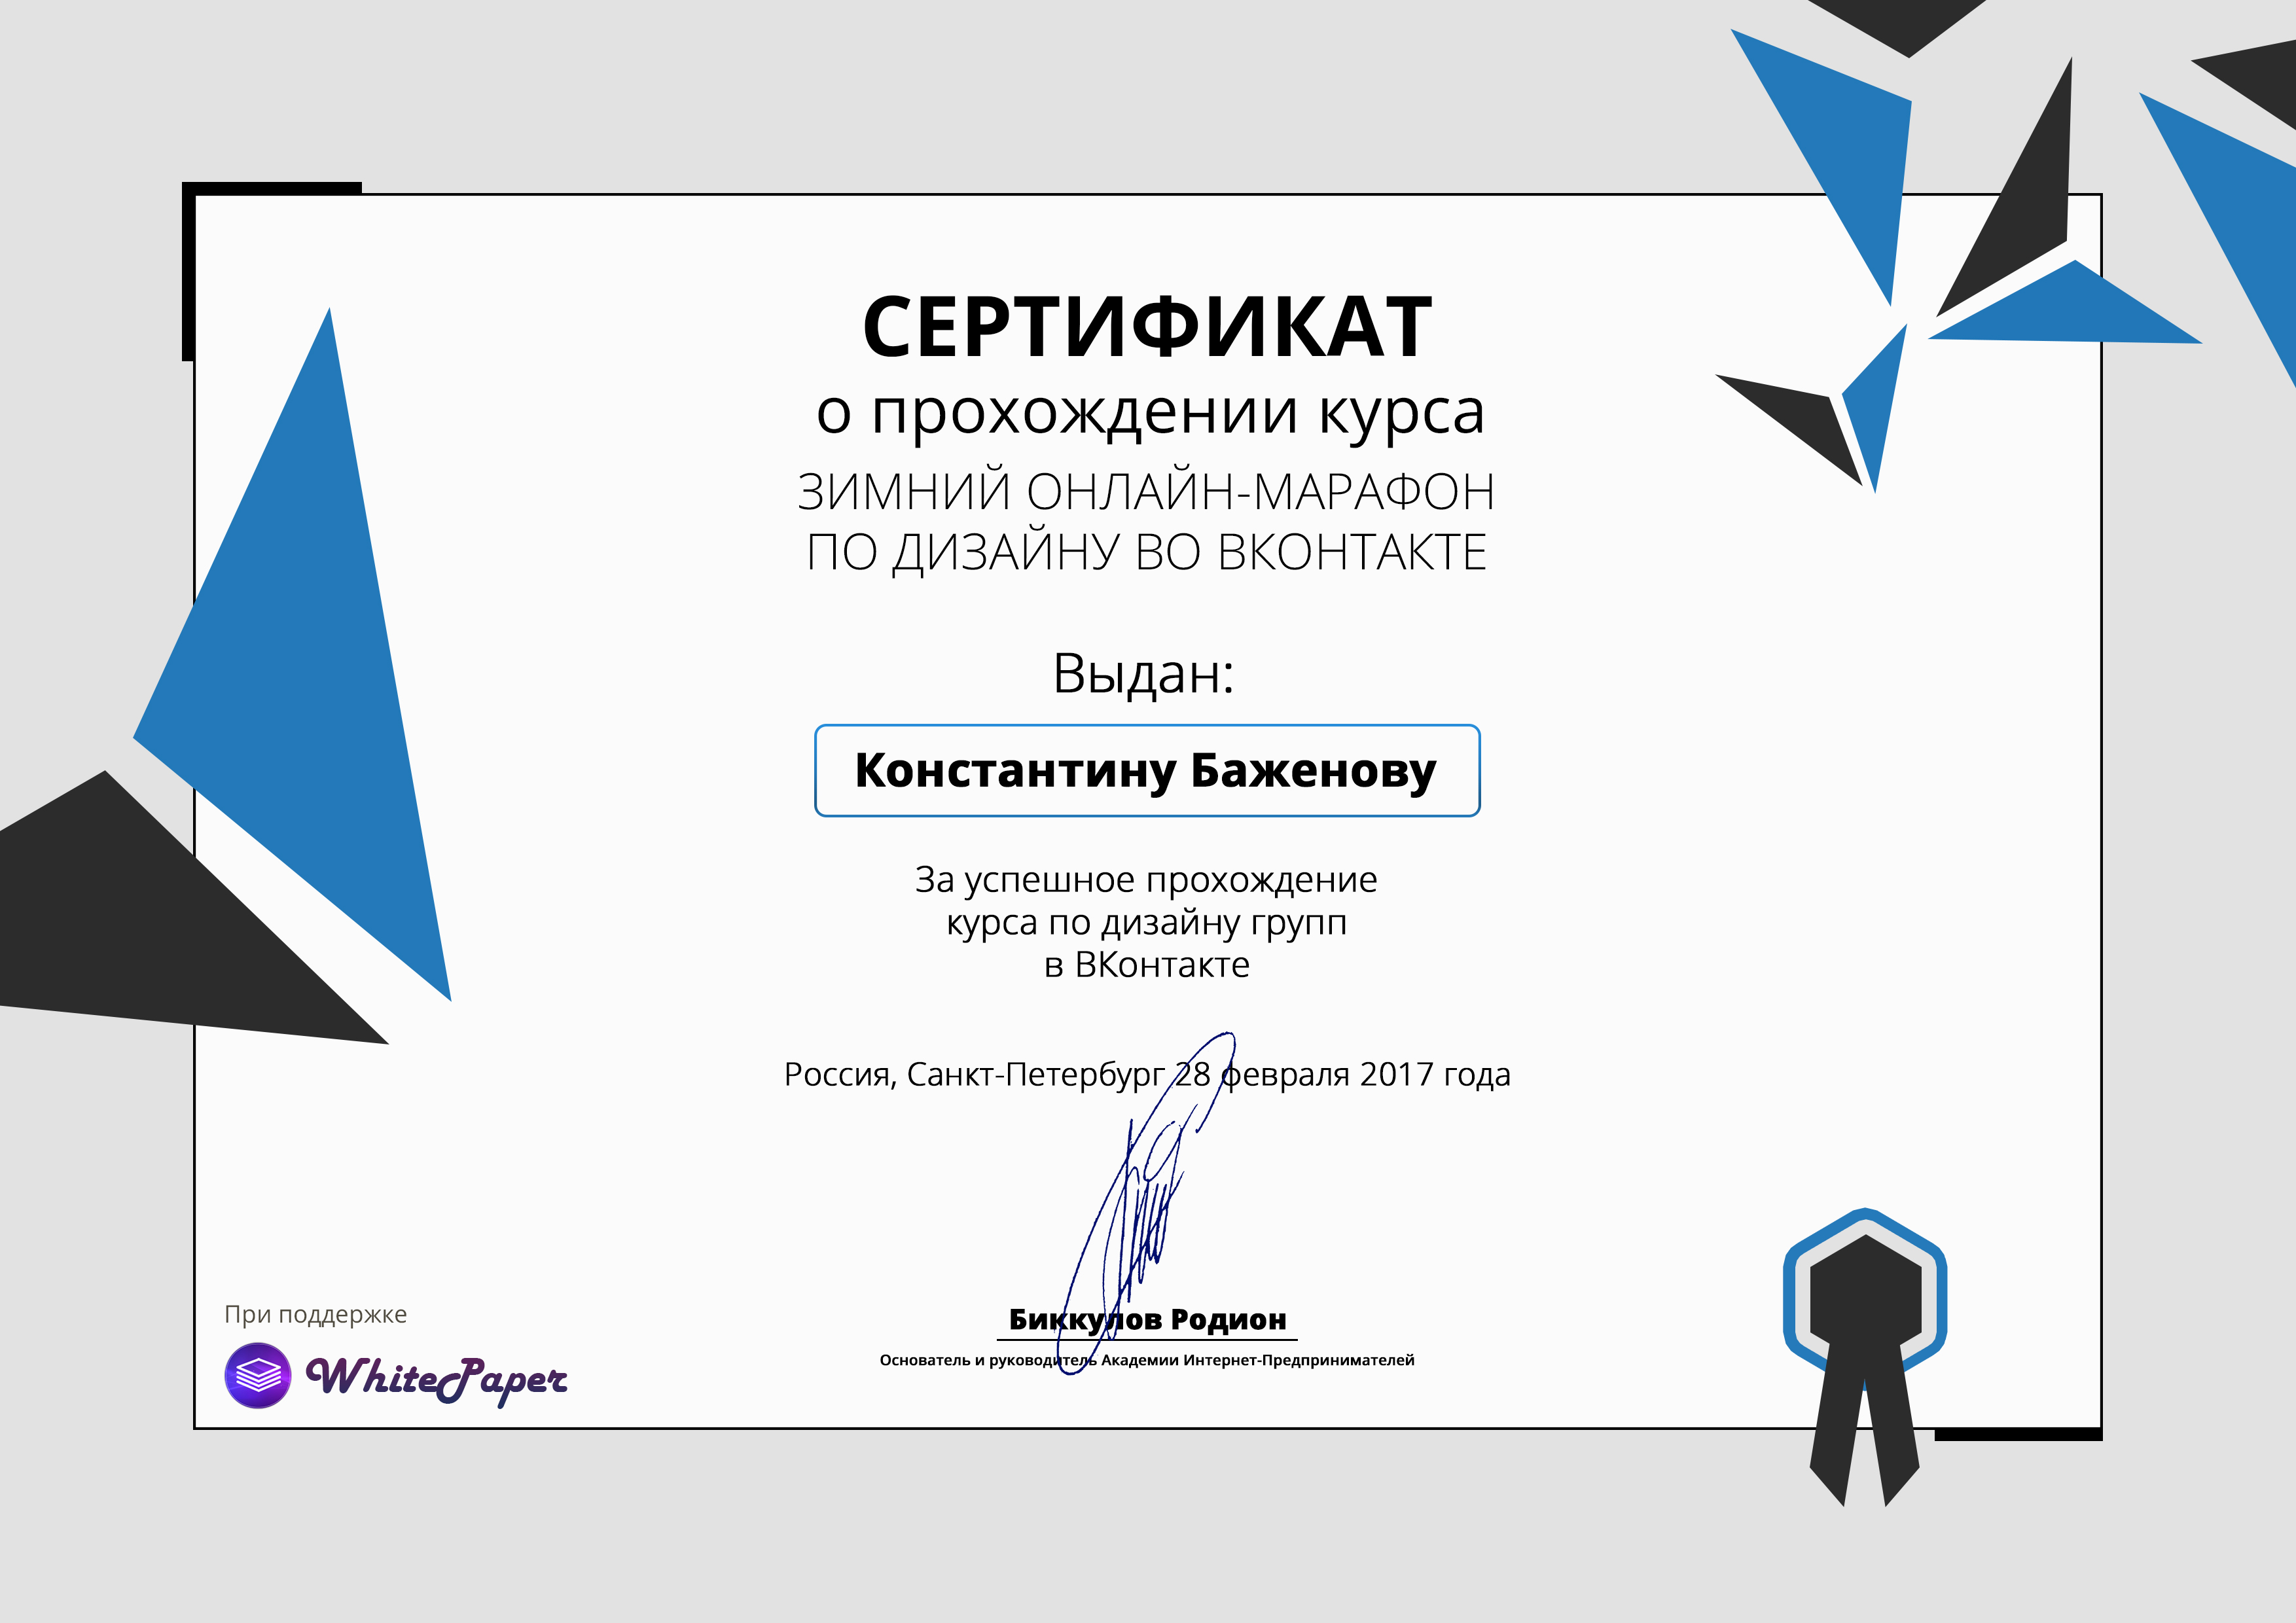 СЕРТИФИКАТ
о прохождении курса
ЗИМНИЙ ОНЛАЙН-МАРАФОН
ПО ДИЗАЙНУ ВО ВКОНТАКТЕ
Выдан:
Константину Баженову
За успешное прохождение
курса по дизайну групп
в ВКонтакте
Россия, Санкт-Петербург 28 февраля 2017 года
Биккулов Родион
Основатель и руководитель Академии Интернет-Предпринимателей
При поддержке
WhitePaper